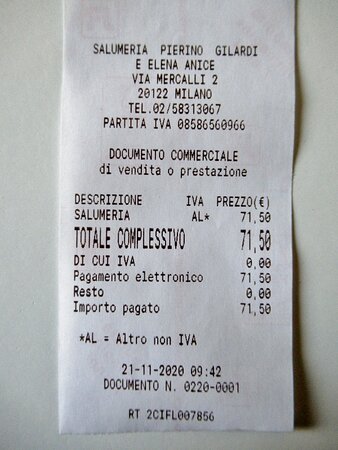 SALUMERIA PIERINO GILARDI
E ELENA ANICE
VIA MERCALLI 2
20122 MILANO
TEL.02/58313067
PARTITA IVA 08586560966
DOCUMENTO COMMERCIALE
di vendita o prestazione
DESCRIZIONE IVA PREZZO(€)
SALUMERIA AL* 71,50
TOTALE COMPLESSIVO 71,50
DI CUI IVA 0,00
Pagamento elettronico 71,50
Resto 0,00
Importo pagato 71,50
*AL = Altro non IVA
21-11-2020 09:42
DOCUMENTO N. 0220-0001
RT 2CIFL007856